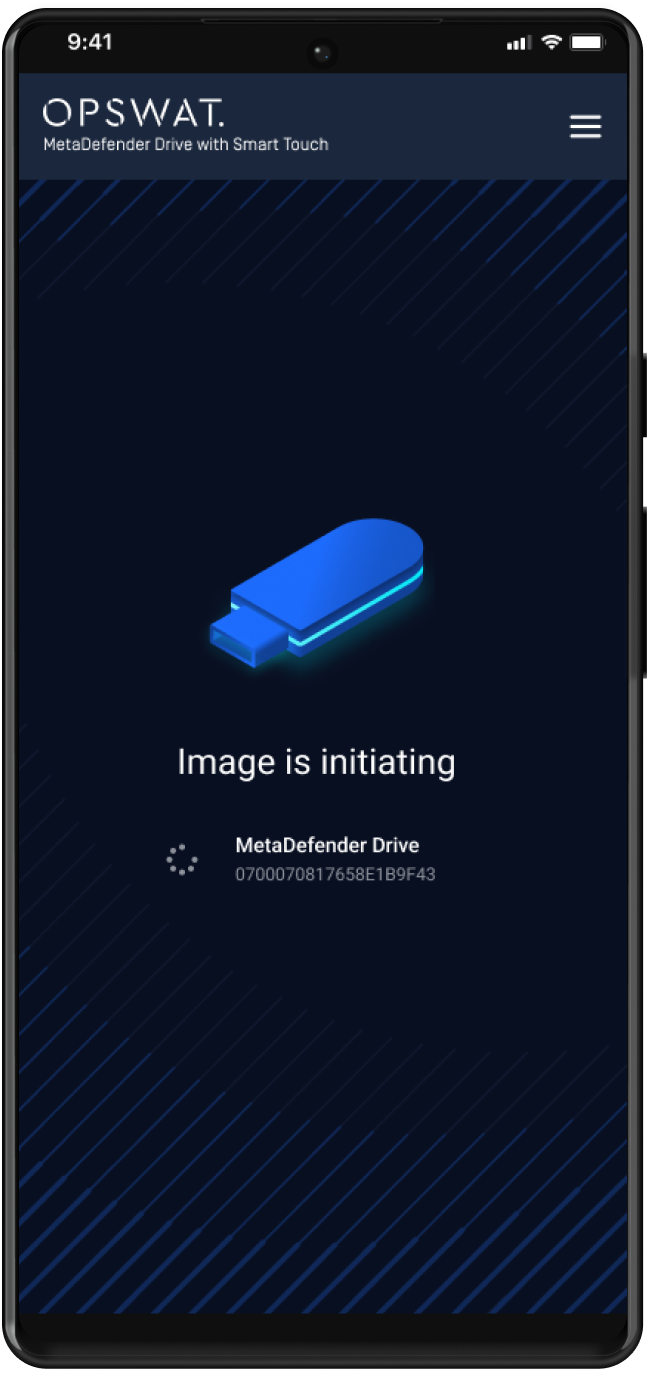 9:41
OPSWAT.
MetaDefender Drive with Smart Touch
Image is initiating
MetaDefender Drive
0700070817658E1B9F43